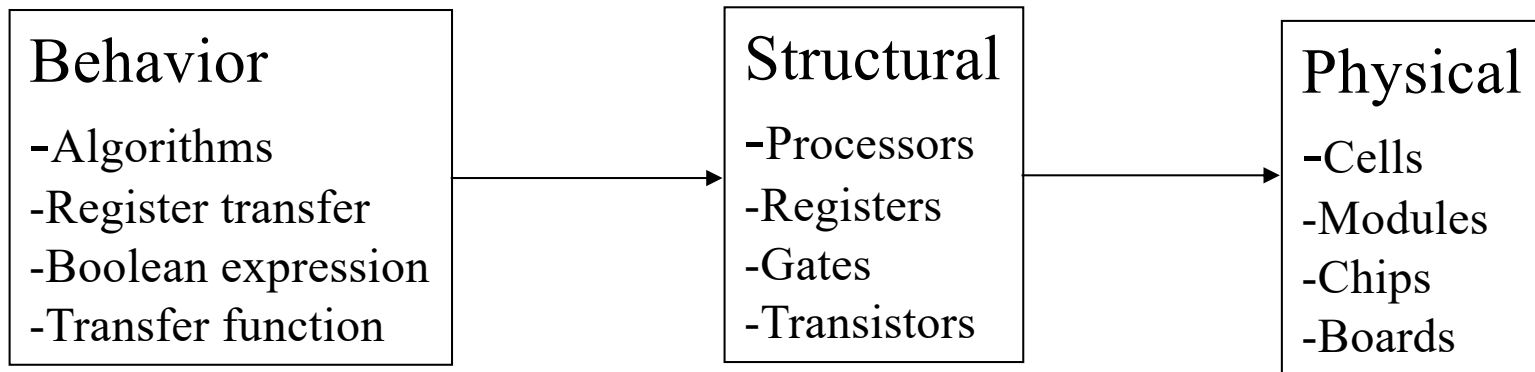 Behavior
-Algorithms
-Register transfer
-Boolean expression
-Transfer function
Structural
-Processors
-Registers
-Gates
-Transistors
Physical
-Cells
-Modules
-Chips
-Boards